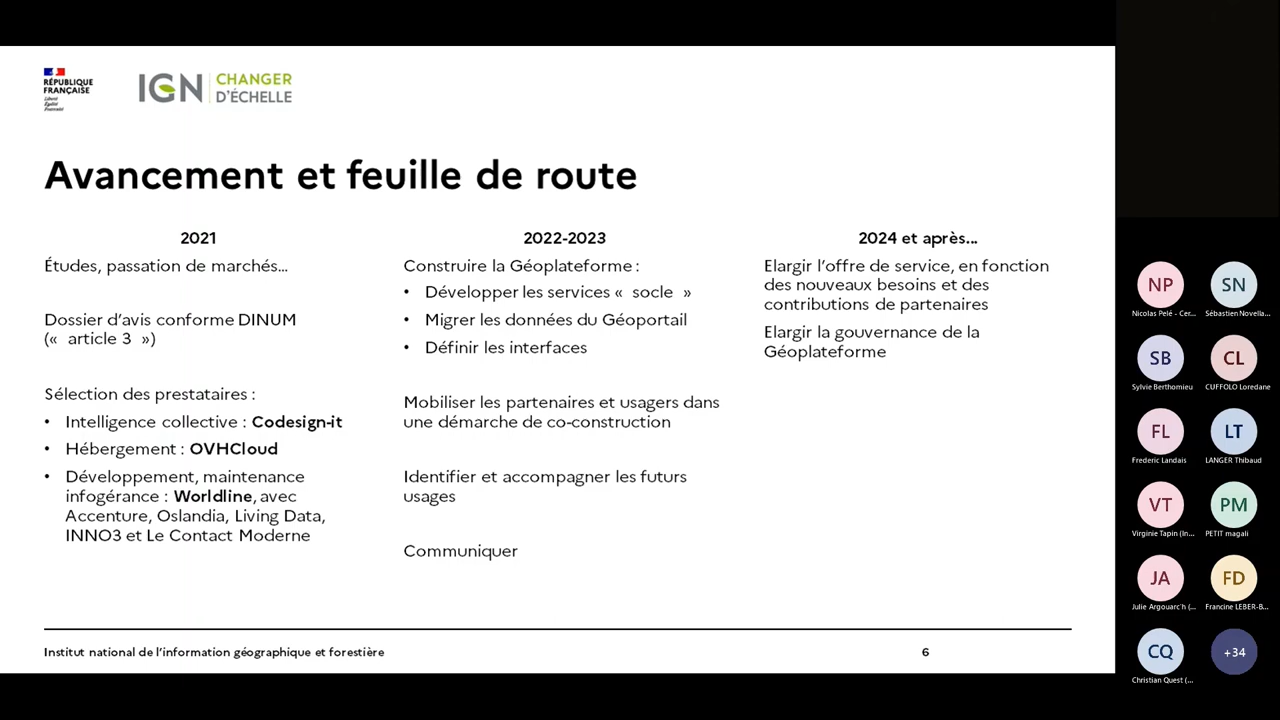 RÉPUBLIQUE
FRANÇAISE
Liberté
Égalité
Fraternité
IGN
CHANGER
D'ÉCHELLE
Avancement et feuille de route
2021
Études, passation de marchés…
Dossier d'avis conforme DINUM
(« article 3 »)
Sélection des prestataires :
• Intelligence collective : Codesign-it
• Hébergement : OVHCloud
• Développement, maintenance
infogérance : Worldline, avec
Accenture, Oslandia, Living Data,
INNO3 et Le Contact Moderne
2022-2023
Construire la Géoplateforme :
• Développer les services « socle »
• Migrer les données du Géoportail
• Définir les interfaces
Mobiliser les partenaires et usagers dans
une démarche de co-construction
Identifier et accompagner les futurs
usages
Communiquer
2024 et après…
Elargir l'offre de service, en fonction
des nouveaux besoins et des
contributions de partenaires
Elargir la gouvernance de la
Géoplateforme
Institut national de l'information géographique et forestière
6
NP
SN
Nicolas Pelé - Cer...
Sébastien Novella...
SB
CL
Sylvie Berthomieu
CUFFOLO Loredane
FL
LT
Frederic Landais
LANGER Thibaud
VT
PM
Virginie Tapin (In...
PETIT magali
JA
FD
Julie Argouarc'h (...
Francine LEBER-B...
CQ
+34
Christian Quest (...